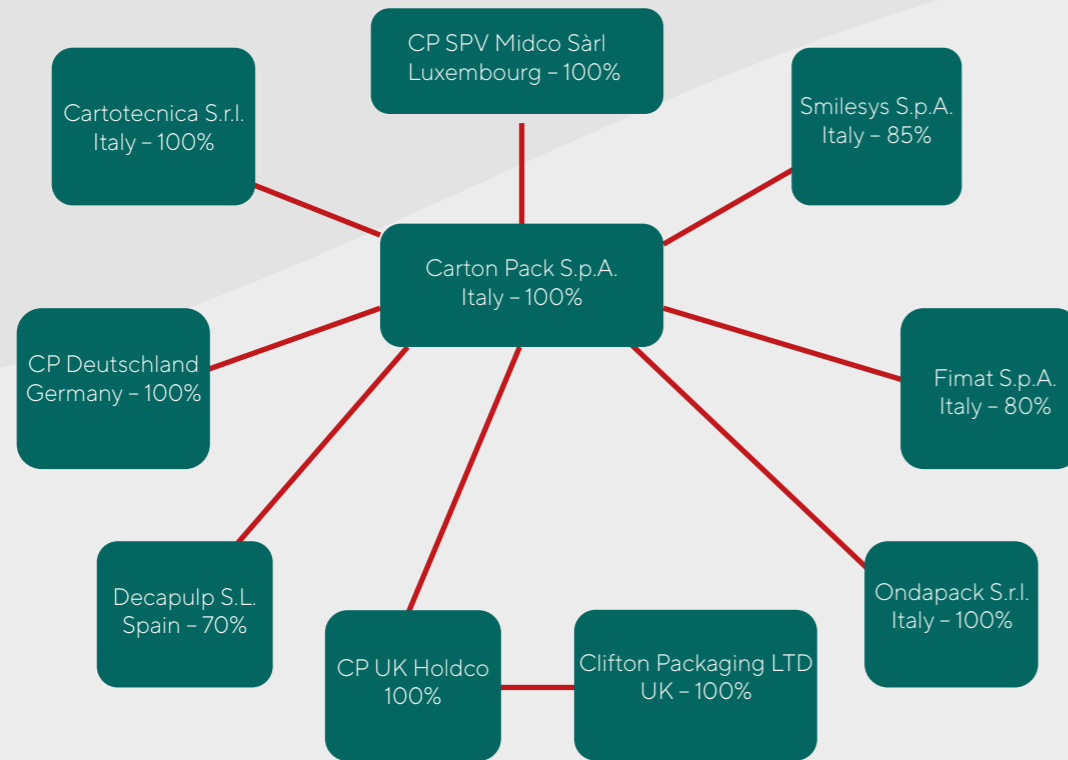 CP SPV Midco Sàrl
Luxembourg – 100%
Cartotecnica S.r.l.
Italy – 100%
Smilesys S.p.A.
Italy – 85%
Carton Pack S.p.A.
Italy – 100%
CP Deutschland
Germany – 100%
Fimat S.p.A.
Italy – 80%
Decapulp S.L.
Spain – 70%
Ondapack S.r.l.
Italy – 100%
CP UK Holdco
100%
Clifton Packaging LTD
UK – 100%